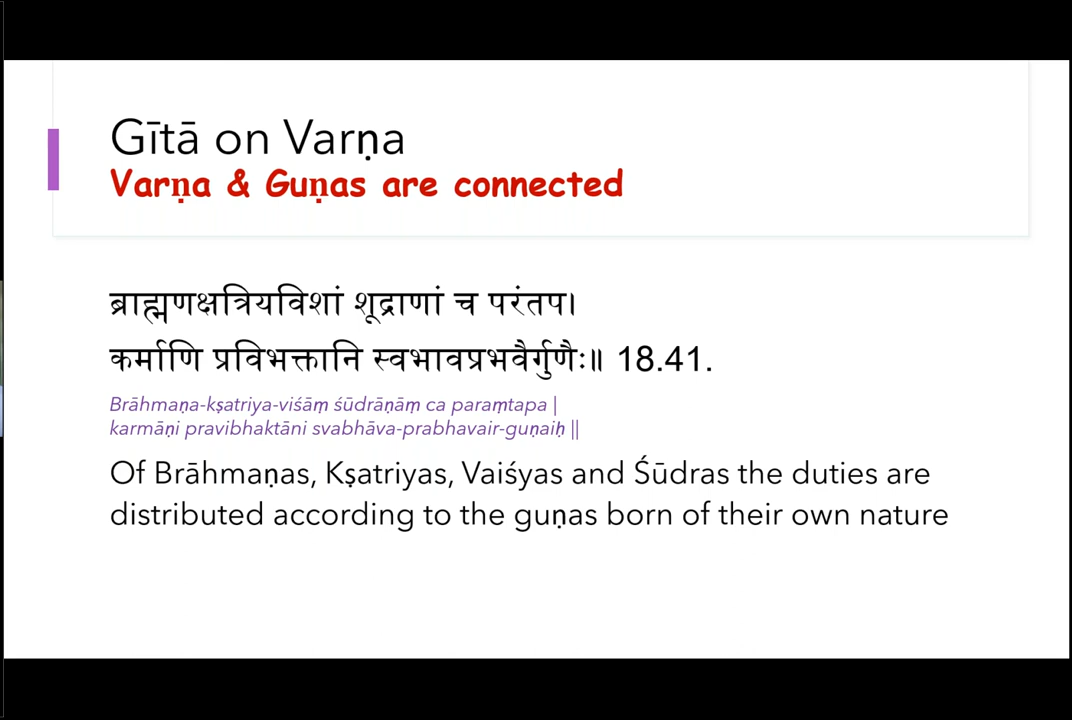 Gītā on Varṇa
Varṇa & Guṇas are connected
ब्राह्मणक्षत्रियविशां शूद्राणां च परंतप।
कर्माणि प्रविभक्तानि स्वभावप्रभवैर्गुणैः॥ 18.41.
Brāhmaṇa-kṣatriya-viśāṃ śūdrāṇāṃ ca paraṃtapa |
karmāṇi pravibhaktāni svabhāva-prabhavair-guṇaiḥ ||
Of Brāhmaṇas, Kṣatriyas, Vaiśyas and Śūdras the duties are
distributed according to the guṇas born of their own nature